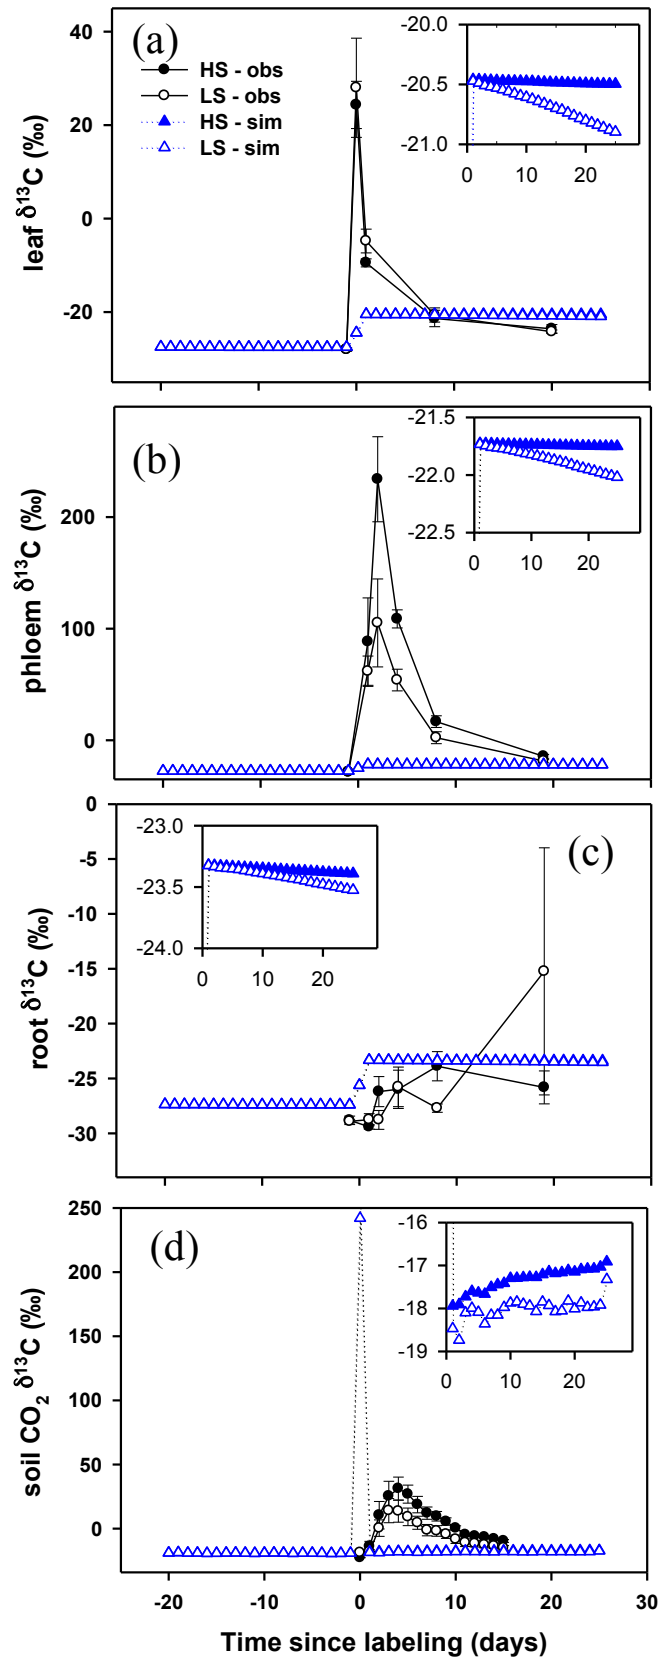 (a)
HS - obs
LS - obs
HS - sim
LS - sim
leaf δ13C (‰)
40
20
0
-20
-20.0
-20.5
-21.0
0 10 20
(b)
phloem δ13C (‰)
200
100
0
-21.5
-22.0
-22.5
0 10 20
(c)
root δ13C (‰)
0
-5
-10
-15
-20
-25
-30
-23.0
-23.5
-24.0
0 10 20
(d)
soil CO2 δ13C (‰)
250
200
150
100
50
0
-16
-17
-18
-19
0 10 20
-20 -10 0 10 20 30
Time since labeling (days)